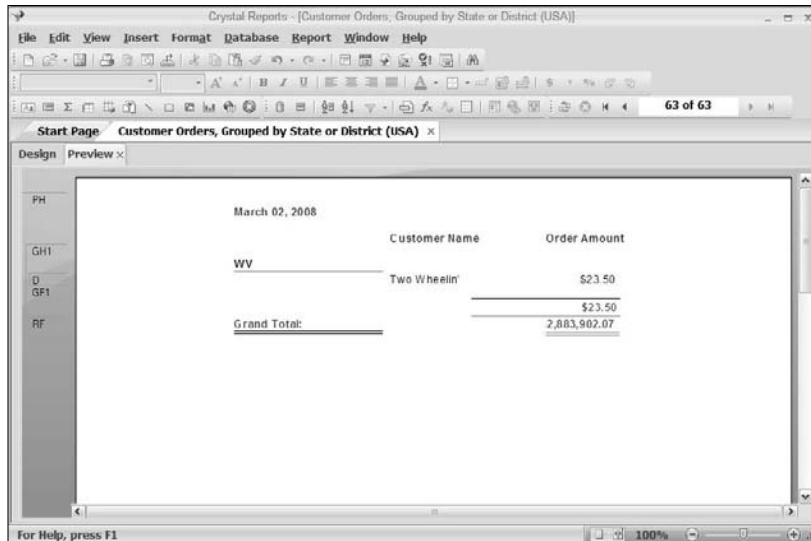 Crystal Reports - [Customer Orders, Grouped by State or District (USA)]
File Edit View Insert Format Database Report Window Help
63 of 63
Start Page Customer Orders, Grouped by State or District (USA) ×
Design Preview ×
PH
March 02, 2008
Customer Name Order Amount
GH1
WV
D Two Wheelin' $23.50
GF1
$23.50
RF Grand Total: 2,883,902.07
For Help, press F1 100%